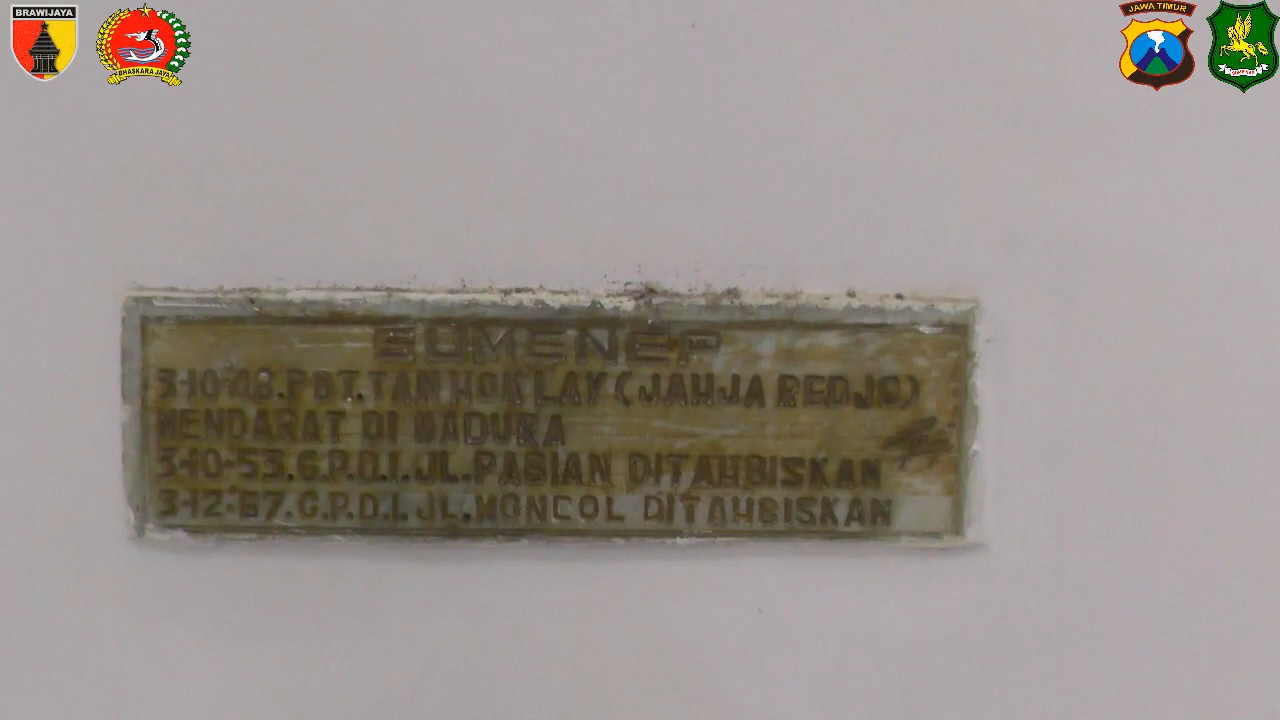 BRAWIJAYA
BHASKARA JAYA
JAWA TIMUR
SUMENEP
SUMENEP
3-10-48. PDT. TAN HOK LAY (JAHJA REDJO)
MENDARAT DI MADURA
3-10-53. G.P.D.I. JL. PABIAN DITAHBISKAN
3-12-67. G.P.D.I. JL. MONCOL DITAHBISKAN